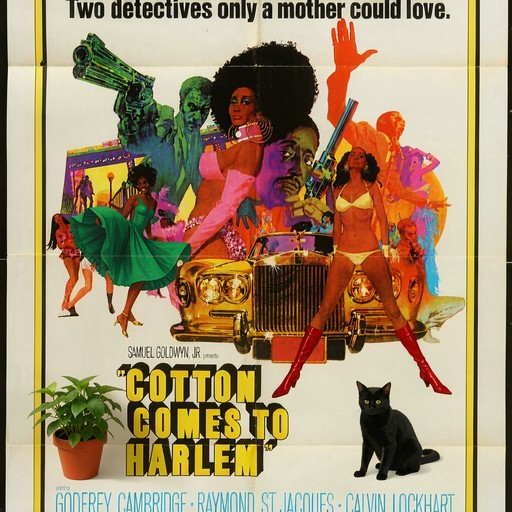 Two detectives only a mother could love.
SAMUEL GOLDWYN, JR. presents
"COTTON
COMES TO
HARLEM"
starring
GODFREY CAMBRIDGE • RAYMOND ST. JACQUES • CALVIN LOCKHART